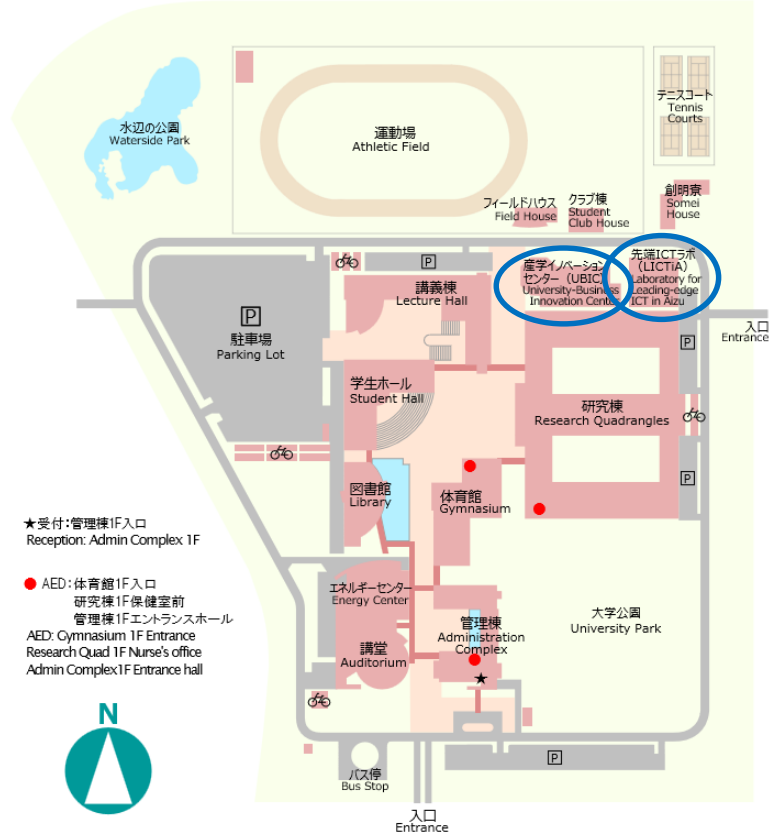 水辺の公園
Waterside Park
運動場
Athletic Field
テニスコート
Tennis
Courts
フィールドハウス
Field House
クラブ棟
Student
Club House
創明寮
Somei
House
P
講義棟
Lecture Hall
産学イノベーション
センター（UBIC）
University-Business
Innovation Center
先端ICTラボ
（LICTiA）
Laboratory for
Leading-edge
ICT in Aizu
P
駐車場
Parking Lot
入口
Entrance
P
学生ホール
Student Hall
研究棟
Research Quadrangles
図書館
Library
体育館
Gymnasium
P
★受付：管理棟1F入口
Reception: Admin Complex 1F
AED：体育館1F入口
研究棟1F保健室前
管理棟1Fエントランスホール
AED: Gymnasium 1F Entrance
Research Quad 1F Nurse's office
Admin Complex1F Entrance hall
エネルギーセンター
Energy Center
講堂
Auditorium
管理棟
Administration
Complex
★
大学公園
University Park
N
バス停
Bus Stop
P
入口
Entrance